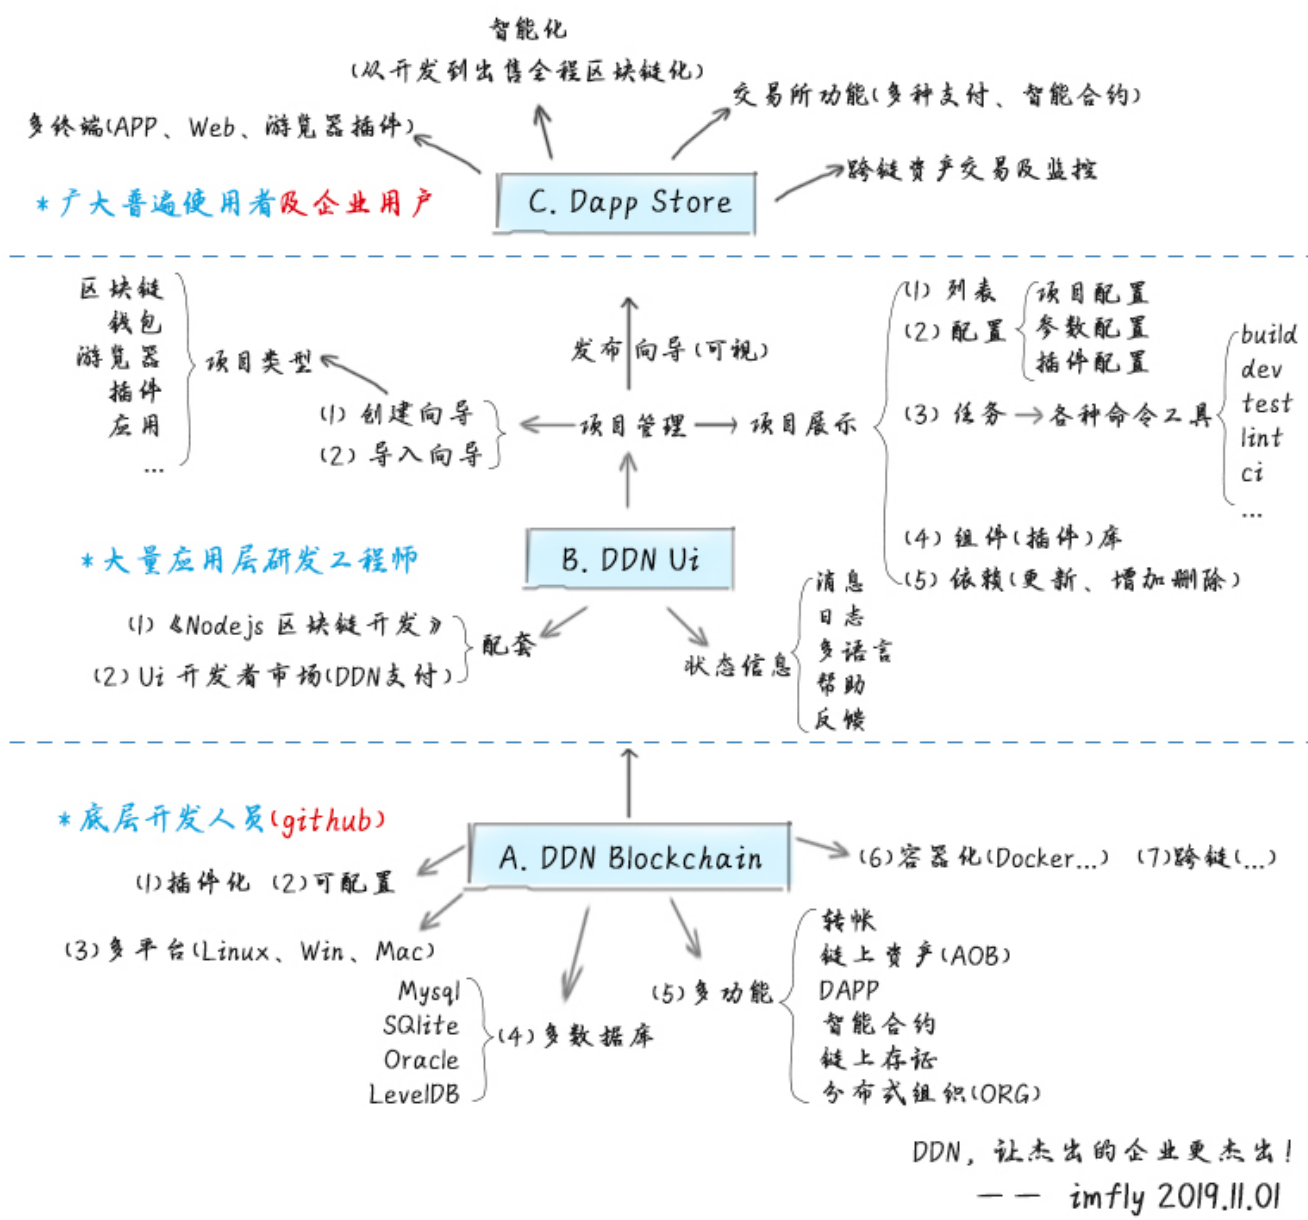 智能化
(从开发到出售全程区块链化)
交易所功能(多种支付、智能合约)
多终端(APP、Web、游览器插件)
跨链资产交易及监控
*广大普遍使用者及企业用户
C. Dapp Store
区块链
钱包
游览器
插件
应用
...
项目类型
(1) 创建向导
(2) 导入向导
发布向导(可视)
项目管理
项目展示
(1) 列表
(2) 配置
项目配置
参数配置
插件配置
(3) 任务
各种命令工具
build
dev
test
lint
ci
...
(4) 组件(插件)库
(5) 依赖(更新、增加删除)
*大量应用层研发工程师
B. DDN Ui
(1)《Nodejs 区块链开发》
(2) Ui 开发者市场(DDN支付)
配套
状态信息
消息
日志
多语言
帮助
反馈
*底层开发人员(github)
A. DDN Blockchain
(1)插件化 (2)可配置
(3)多平台(Linux、Win、Mac)
Mysql
SQlite
Oracle
LevelDB
(4)多数据库
(5)多功能
转帐
链上资产(AOB)
DAPP
智能合约
链上存证
分布式组织(ORG)
(6)容器化(Docker...) (7)跨链(...)
DDN, 让杰出的企业更杰出!
—— imfly 2019.11.01